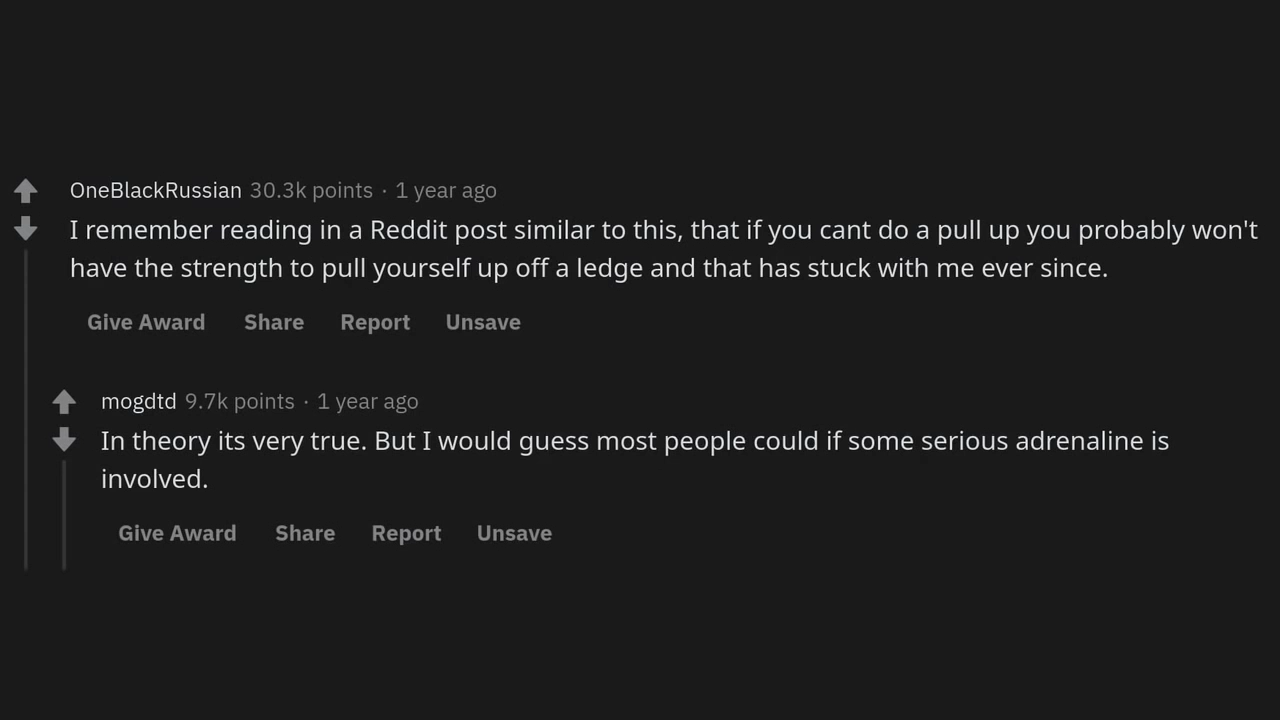 OneBlackRussian 30.3k points · 1 year ago
I remember reading in a Reddit post similar to this, that if you cant do a pull up you probably won't
have the strength to pull yourself up off a ledge and that has stuck with me ever since.
Give Award Share Report Unsave
mogdtd 9.7k points · 1 year ago
In theory its very true. But I would guess most people could if some serious adrenaline is
involved.
Give Award Share Report Unsave